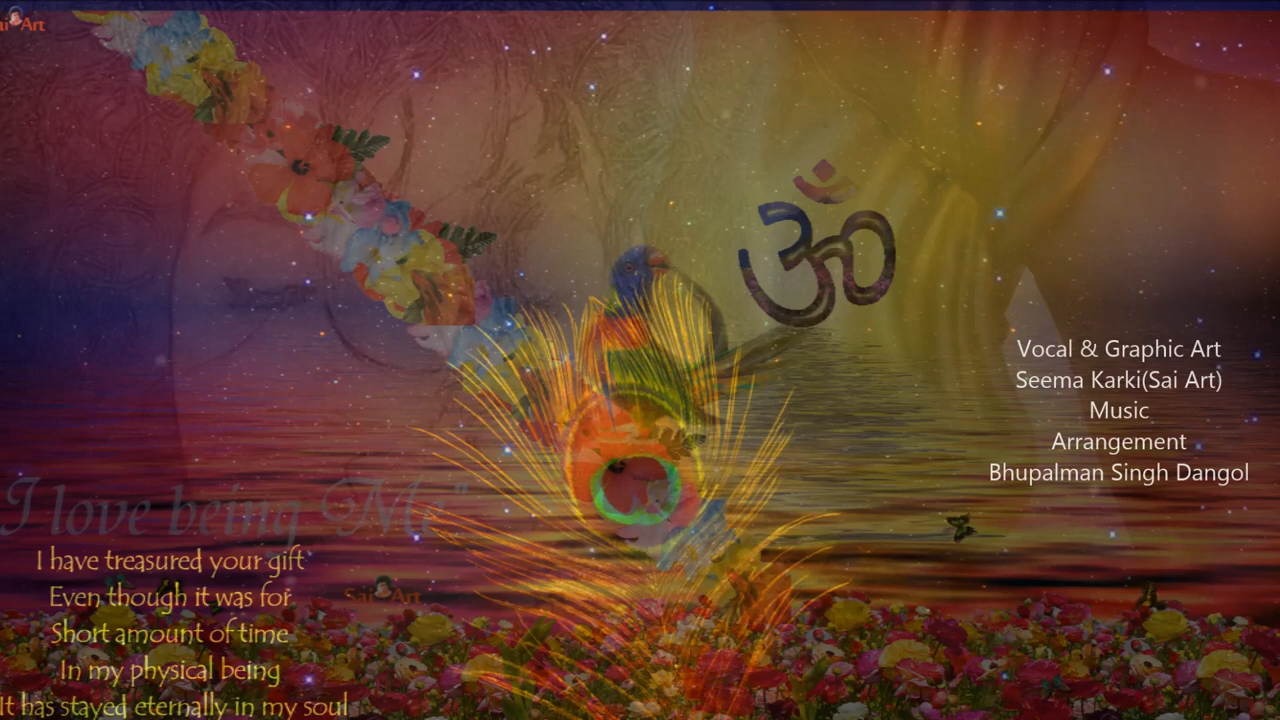 Sai Art
Vocal & Graphic Art
Seema Karki(Sai Art)
Music
Arrangement
Bhupalman Singh Dangol
I love being Me"
I have treasured your gift
Even though it was for
Short amount of time
In my physical being
It has stayed eternally in my soul
Sai Art
ॐ